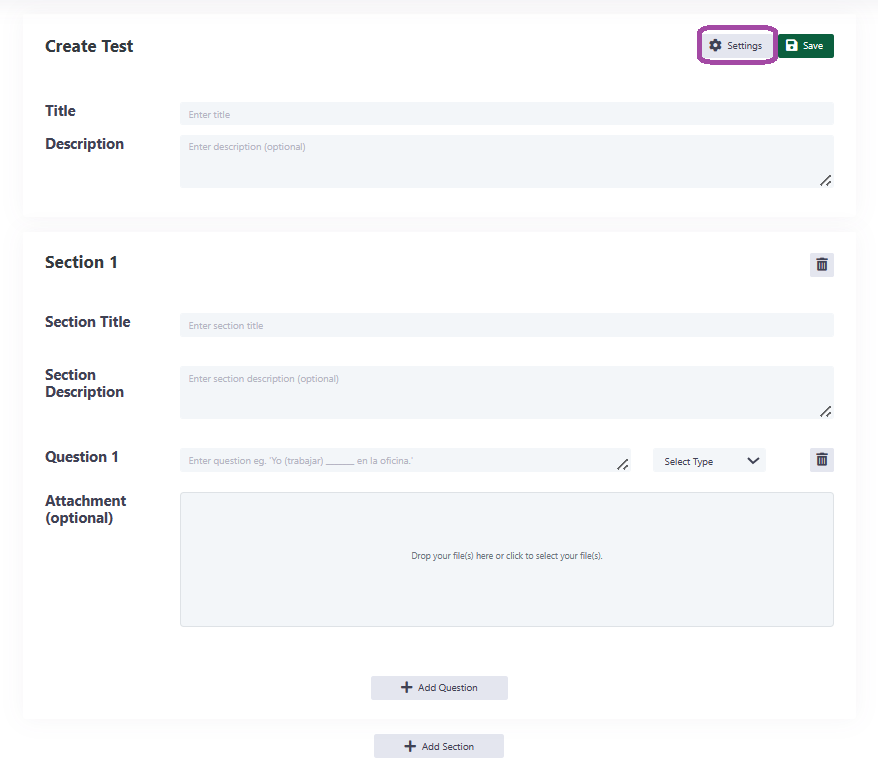 Create Test
Settings
Save
Title
Enter title
Description
Enter description (optional)
Section 1
Section Title
Enter section title
Section
Description
Enter section description (optional)
Question 1
Enter question eg. 'Yo (trabajar) ______ en la oficina.'
Select Type
Attachment
(optional)
Drop your file(s) here or click to select your file(s).
Add Question
Add Section